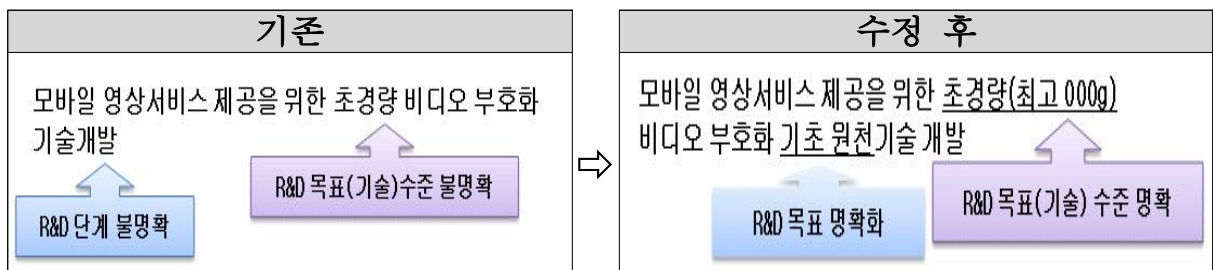 기존
모바일 영상서비스 제공을 위한 초경량 비디오 부호화
기술개발
R&D 단계 불명확
R&D 목표(기술)수준 불명확
⇨
수정 후
모바일 영상서비스 제공을 위한 초경량(최고 000g)
비디오 부호화 기초 원천기술 개발
R&D 목표 명확화
R&D 목표(기술) 수준 명확